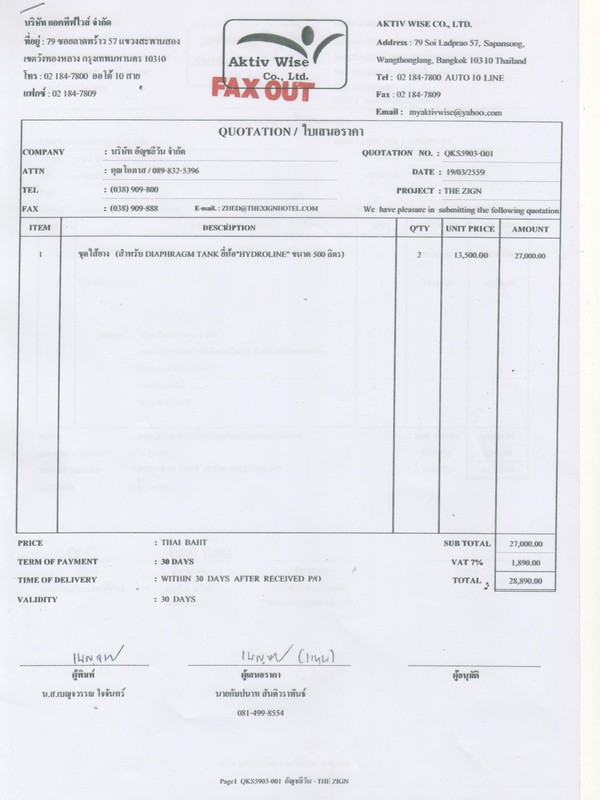 บริษัท แอคทีฟไวส์ จำกัด
ที่อยู่ : 79 ซอยลาดพร้าว 57 แขวงสะพานสอง
เขตวังทองหลาง กรุงเทพมหานคร 10310
โทร : 02 184-7800 ออโต้ 10 สาย
แฟกซ์ : 02 184-7809
Aktiv Wise
Co., Ltd.
FAX OUT
AKTIV WISE CO., LTD.
Address : 79 Soi Ladprao 57, Sapansong,
Wangthonglang, Bangkok 103 10 Thailand
Tel : 02 184-7800 AUTO 10 LINE
Fax : 02 184-7809
Email : myaktivwise@yahoo.com
QUOTATION / ใบเสนอราคา
COMPANY : บริษัท อัญชลีวัน จำกัด QUOTATION NO. : QKS5903-001
ATTN : คุณโอภาส / 089-832-5396 DATE : 19/03/2559
TEL : (038) 909-800 PROJECT : THE ZIGN
FAX : (038) 909-888 E-mail. : ZHED@THEXIGNHOTEL.COM We have pleasure in submitting the following quotation
ITEM DESCRIPTION Q'TY UNIT PRICE AMOUNT
1 ชุดไส้ยาง (สำหรับ DIAPHRAGM TANK ยี่ห้อ"HYDROLINE" ขนาด 500 ลิตร) 2 13,500.00 27,000.00
PRICE : THAI BAHT SUB TOTAL 27,000.00
TERM OF PAYMENT : 30 DAYS VAT 7% 1,890.00
TIME OF DELIVERY : WITHIN 30 DAYS AFTER RECEIVED P/O TOTAL 28,890.00
VALIDITY : 30 DAYS
ผู้พิมพ์ ผู้เสนอราคา ผู้อนุมัติ
น.ส.เบญจวรรณ ใจจันทร์ นายกัมปนาท สันติวราพันธ์
081-499-8554
Page1 QKS5903-001 อัญชลีวัน - THE ZIGN